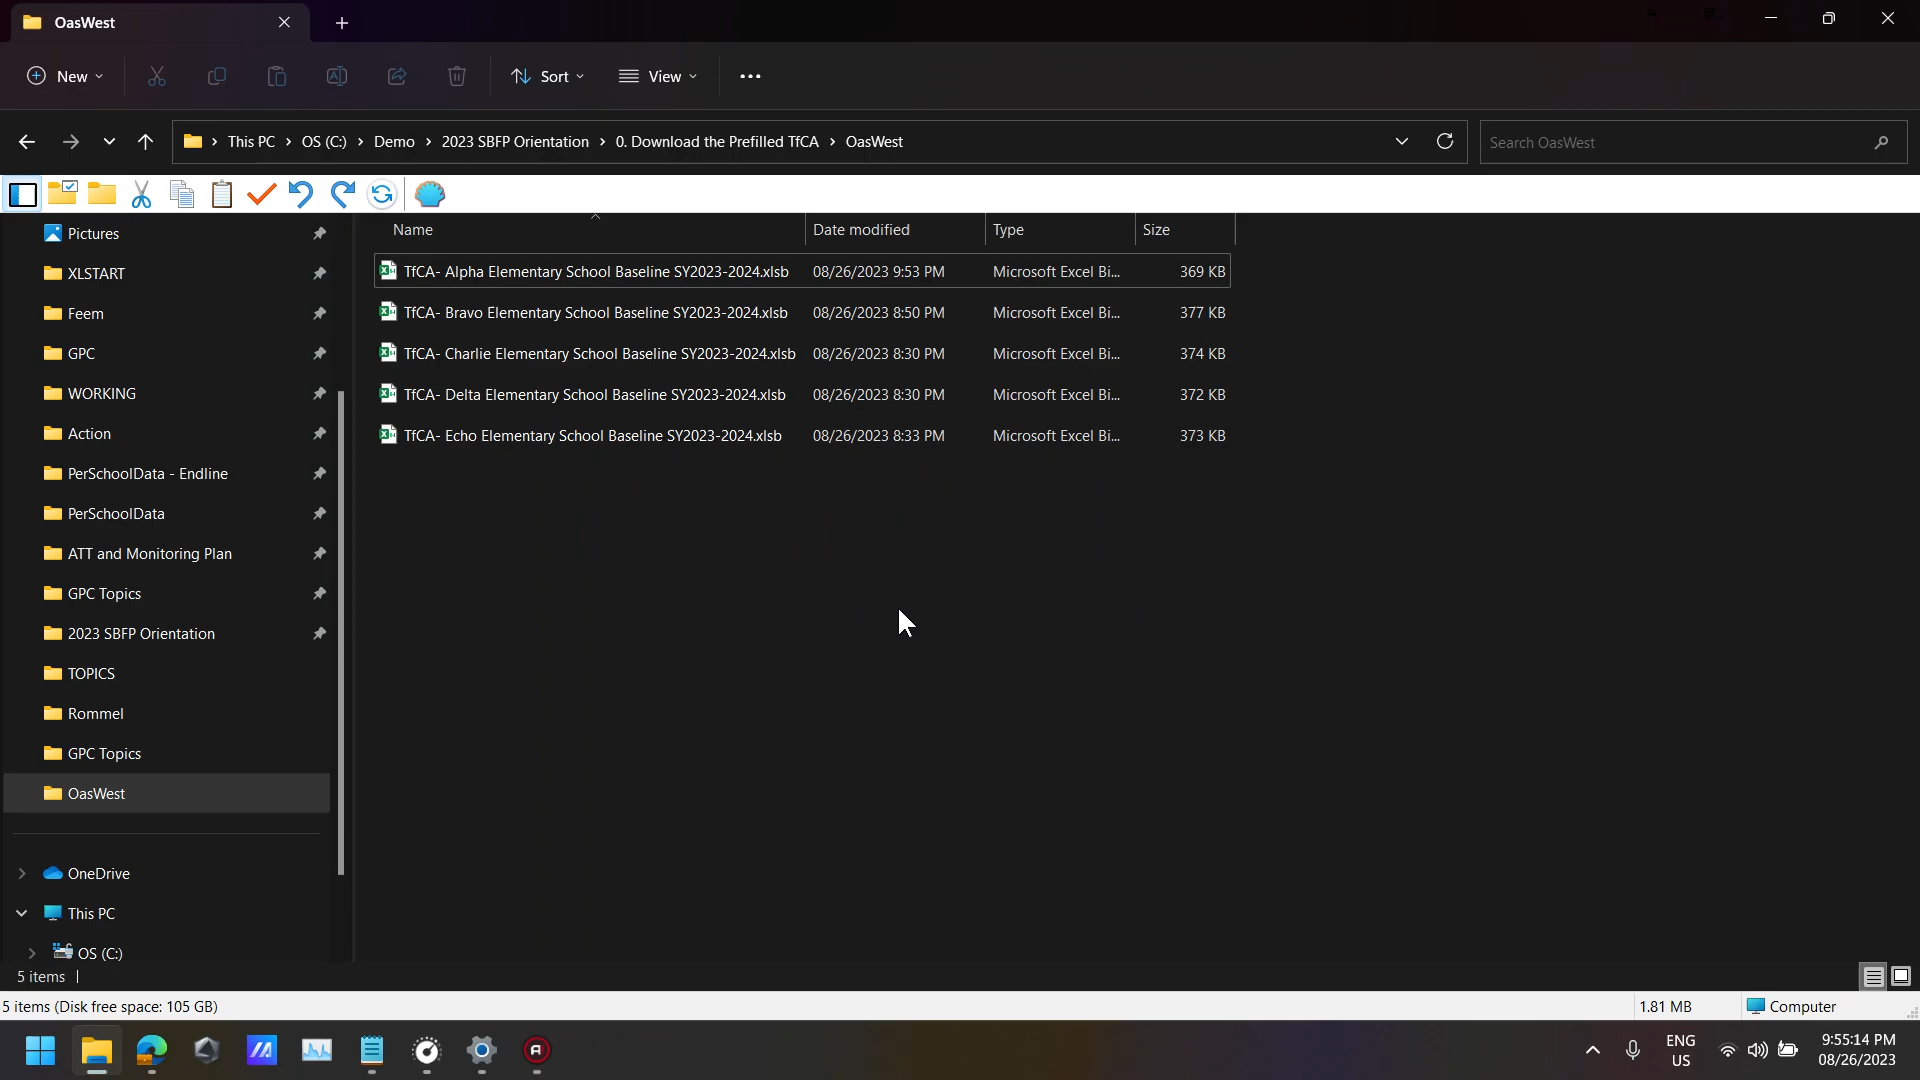 OasWest
New
Sort
View
This PC > OS (C:) > Demo > 2023 SBFP Orientation > 0. Download the Prefilled TfCA > OasWest
Search OasWest
Name Date modified Type Size
Pictures
XLSTART
Feem
GPC
WORKING
Action
PerSchoolData - Endline
PerSchoolData
ATT and Monitoring Plan
GPC Topics
2023 SBFP Orientation
TOPICS
Rommel
GPC Topics
OasWest
OneDrive
This PC
OS (C:)
TfCA- Alpha Elementary School Baseline SY2023-2024.xlsb 08/26/2023 9:53 PM Microsoft Excel Bi... 369 KB
TfCA- Bravo Elementary School Baseline SY2023-2024.xlsb 08/26/2023 8:50 PM Microsoft Excel Bi... 377 KB
TfCA- Charlie Elementary School Baseline SY2023-2024.xlsb 08/26/2023 8:30 PM Microsoft Excel Bi... 374 KB
TfCA- Delta Elementary School Baseline SY2023-2024.xlsb 08/26/2023 8:30 PM Microsoft Excel Bi... 372 KB
TfCA- Echo Elementary School Baseline SY2023-2024.xlsb 08/26/2023 8:33 PM Microsoft Excel Bi... 373 KB
5 items
5 items (Disk free space: 105 GB) 1.81 MB Computer
ENG
US
9:55:14 PM
08/26/2023